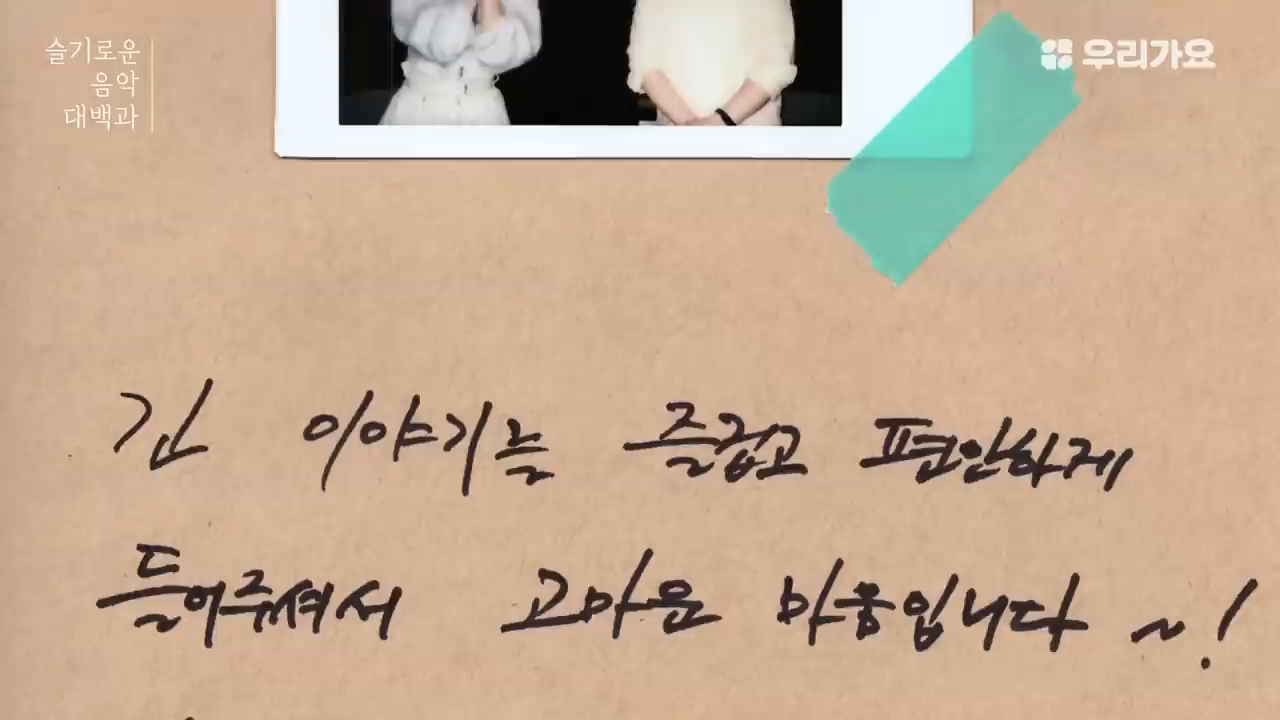 슬기로운
음악
대백과
우리가요
긴 이야기는 즐겁고 편안하게
들어주셔서 고마운 마음입니다 ~!